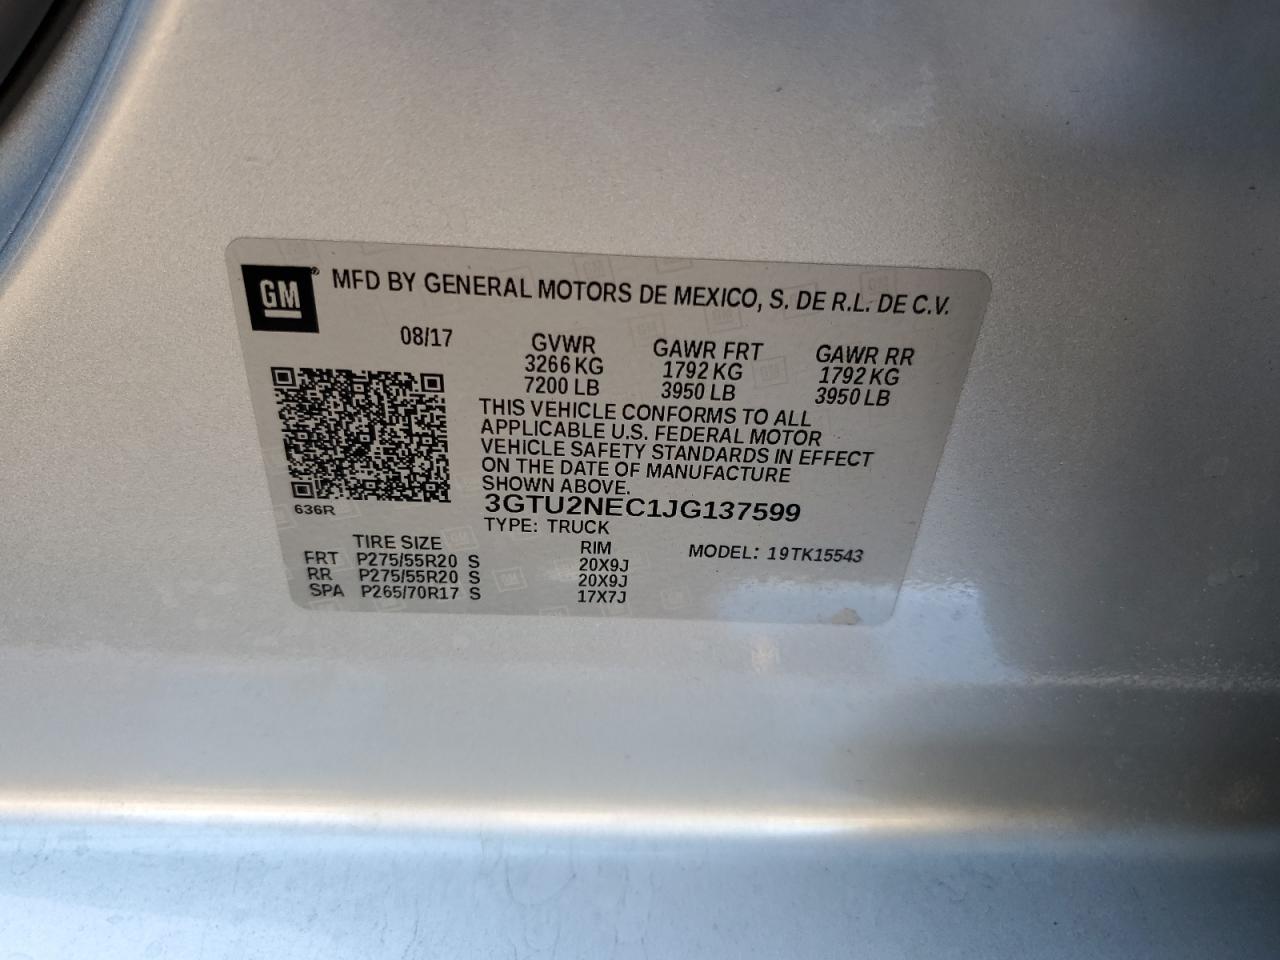 GM ® MFD BY GENERAL MOTORS DE MEXICO, S. DE R.L. DE C.V.
08/17 GVWR GAWR FRT GAWR RR
3266 KG 1792 KG 1792 KG
7200 LB 3950 LB 3950 LB
THIS VEHICLE CONFORMS TO ALL
APPLICABLE U.S. FEDERAL MOTOR
VEHICLE SAFETY STANDARDS IN EFFECT
ON THE DATE OF MANUFACTURE
SHOWN ABOVE.
3GTU2NEC1JG137599
636R
TYPE: TRUCK
TIRE SIZE RIM MODEL: 19TK15543
FRT P275/55R20 S 20X9J
RR P275/55R20 S 20X9J
SPA P265/70R17 S 17X7J